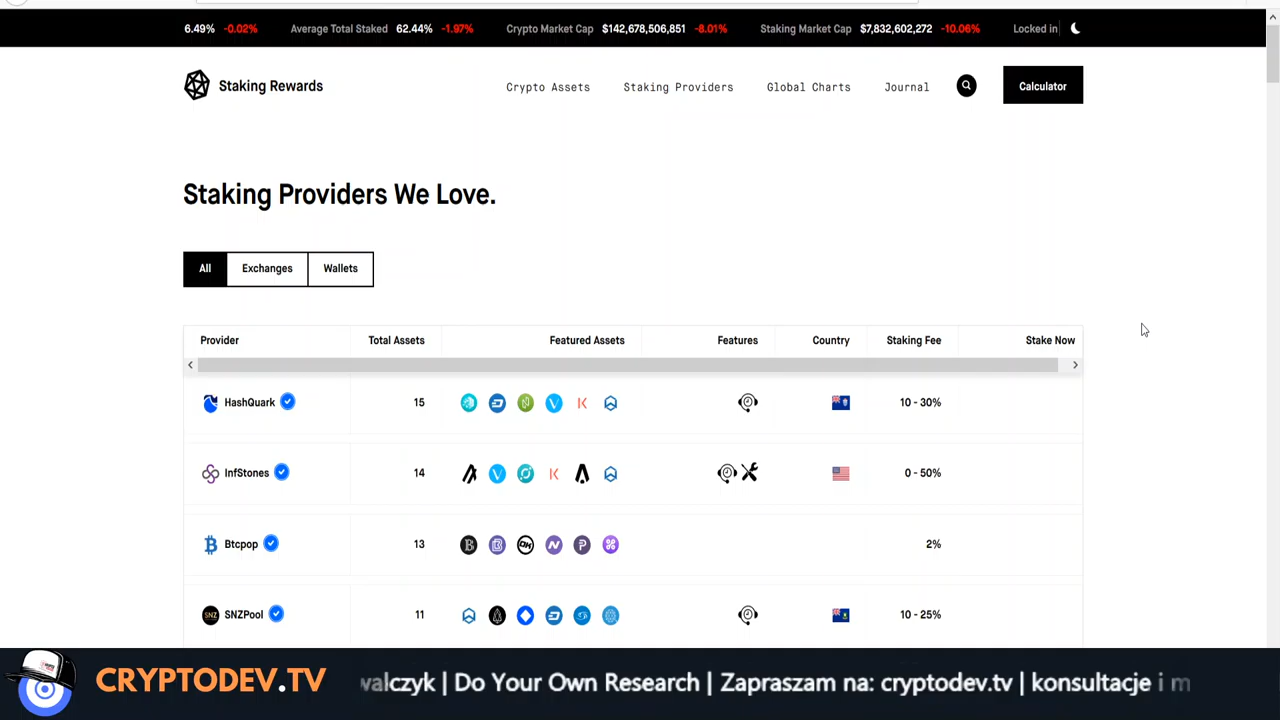 6.49% -0.02% Average Total Staked 62.44% -1.97% Crypto Market Cap $142,678,506,851 -8.01% Staking Market Cap $7,832,602,272 -10.06% Locked in
Staking Rewards Crypto Assets Staking Providers Global Charts Journal Calculator
Staking Providers We Love.
All Exchanges Wallets
Provider Total Assets Featured Assets Features Country Staking Fee Stake Now
HashQuark 15 10 - 30%
InfStones 14 0 - 50%
Btcpop 13 2%
SNZ SNZPool 11 10 - 25%
CRYPTODEV.TV walczyk | Do Your Own Research | Zapraszam na: cryptodev.tv | konsultacje i m